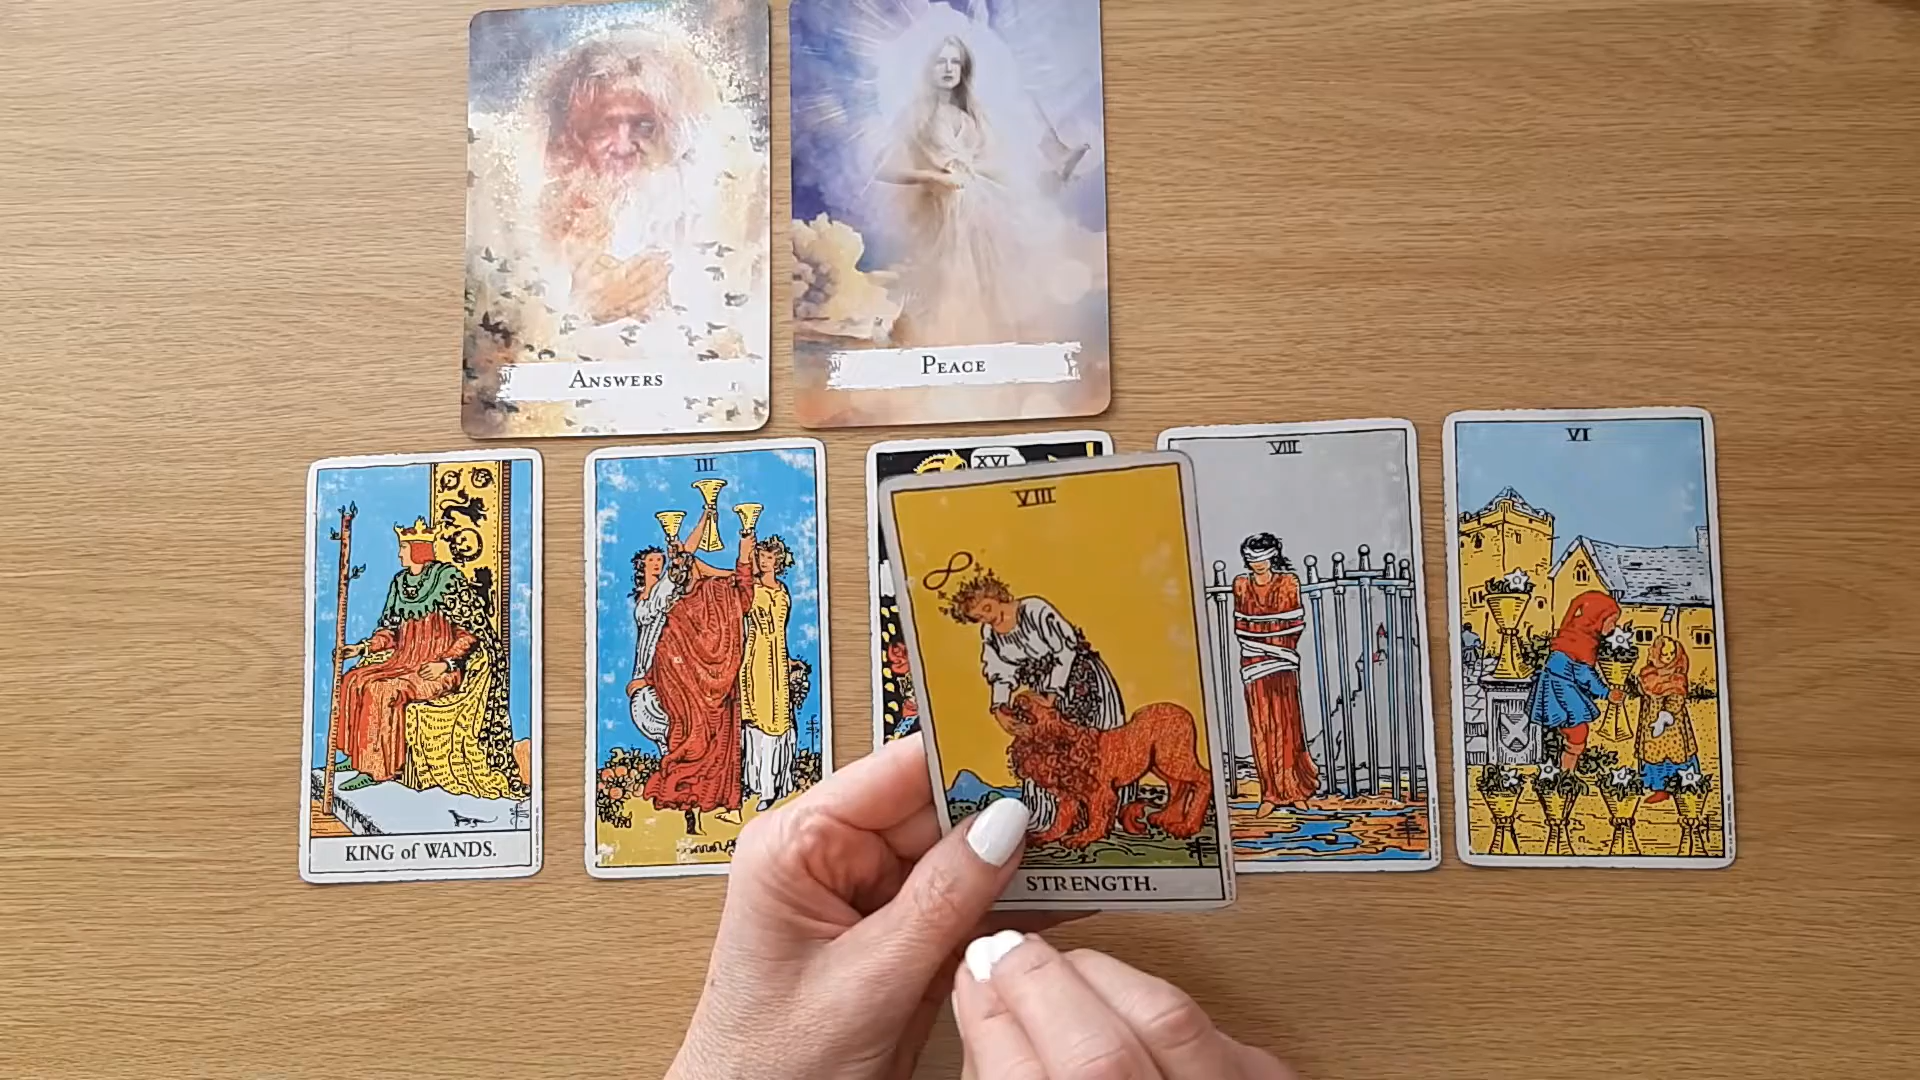 ANSWERS
PEACE
KING of WANDS.
III
XVI
VIII
STRENGTH.
VIII
VI